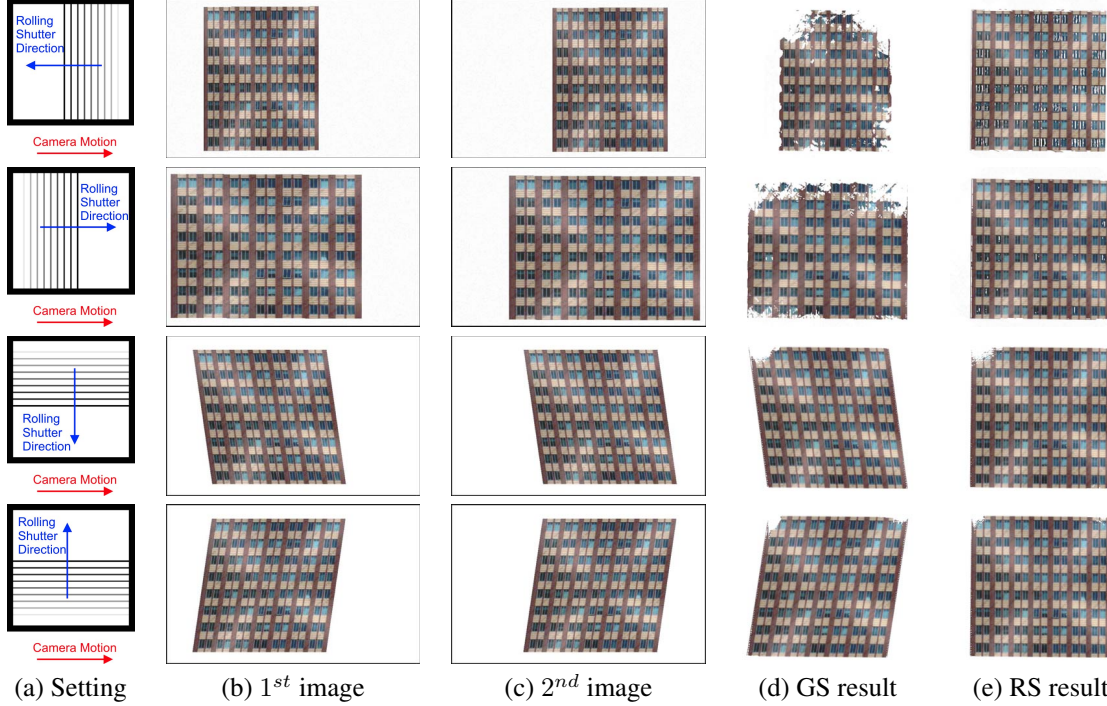 Rolling
Shutter
Direction
Camera Motion
Rolling
Shutter
Direction
Camera Motion
Rolling
Shutter
Direction
Camera Motion
Rolling
Shutter
Direction
Camera Motion
(a) Setting
(b) 1st image
(c) 2nd image
(d) GS result
(e) RS result